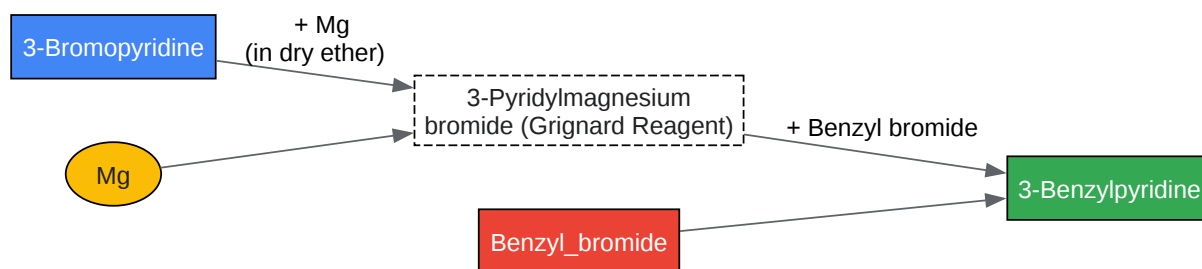 3-Bromopyridine
+ Mg
(in dry ether)
3-Pyridylmagnesium
bromide (Grignard Reagent)
+ Benzyl bromide
Mg
3-Benzylpyridine
Benzyl_bromide